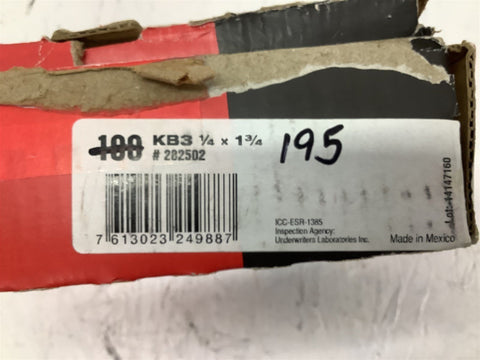 100 KB3 ¼ x 1¾
# 282502
195
7 613023 249887
ICC-ESR-1385
Inspection Agency:
Underwriters Laboratories Inc.
Made in Mexico
Lot: 14147160